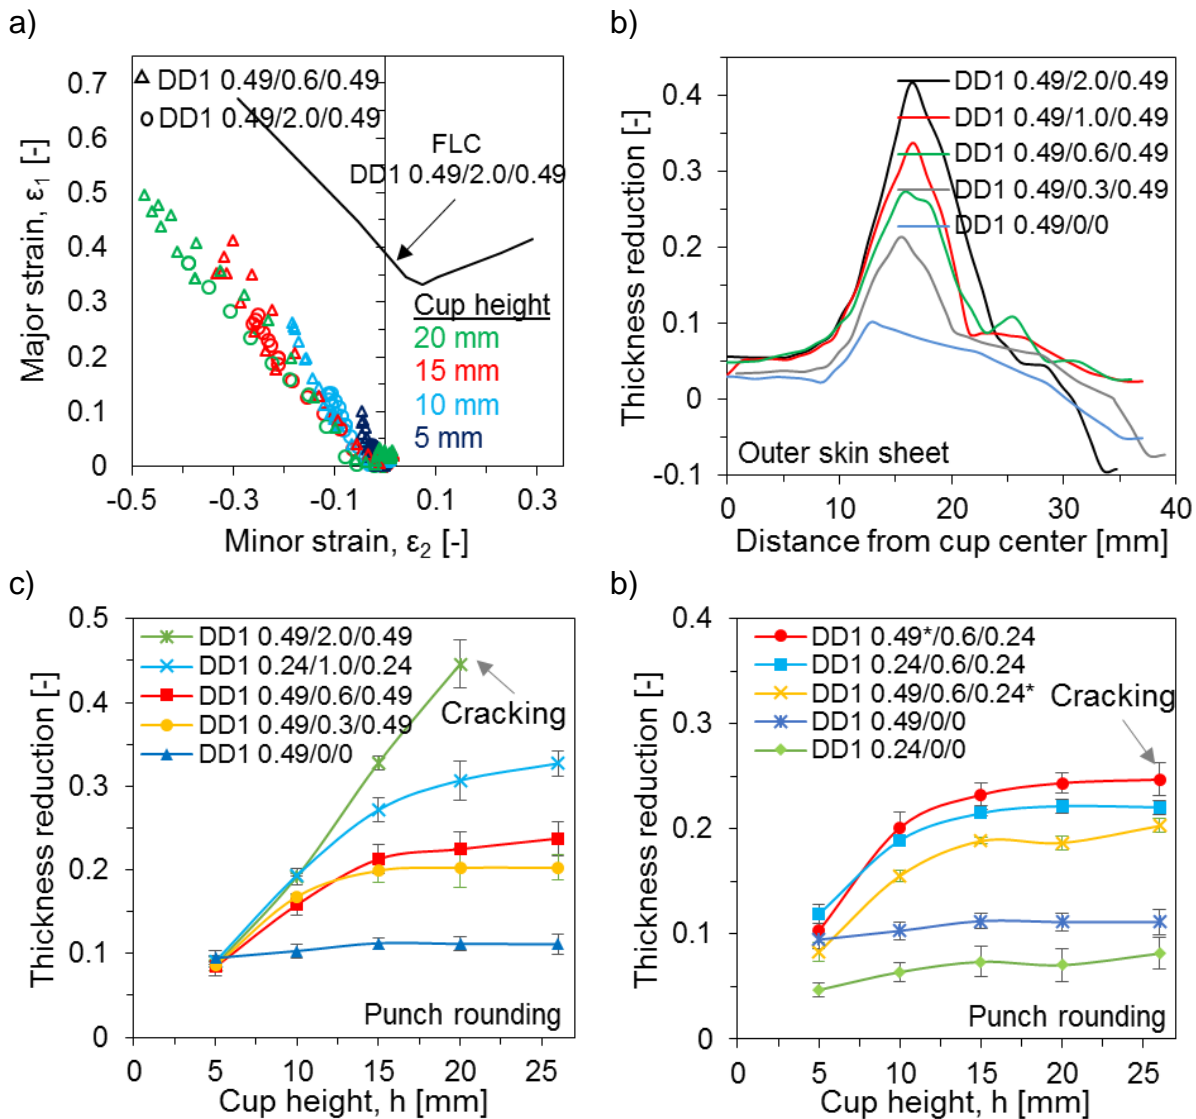 a)
0.7
0.6
0.5
0.4
0.3
0.2
0.1
0
-0.5
-0.3
-0.1
0.1
0.3
Major strain, ε1 [-]
Minor strain, ε2 [-]
DD1 0.49/0.6/0.49
DD1 0.49/2.0/0.49
FLC
DD1 0.49/2.0/0.49
Cup height
20 mm
15 mm
10 mm
5 mm
b)
0.4
0.3
0.2
0.1
0
-0.1
0
10
20
30
40
Thickness reduction [-]
Distance from cup center [mm]
DD1 0.49/2.0/0.49
DD1 0.49/1.0/0.49
DD1 0.49/0.6/0.49
DD1 0.49/0.3/0.49
DD1 0.49/0/0
Outer skin sheet
c)
0.5
0.4
0.3
0.2
0.1
0
0
5
10
15
20
25
Thickness reduction [-]
Cup height, h [mm]
DD1 0.49/2.0/0.49
DD1 0.24/1.0/0.24
DD1 0.49/0.6/0.49
DD1 0.49/0.3/0.49
DD1 0.49/0/0
Cracking
Punch rounding
b)
0.4
0.3
0.2
0.1
0
0
5
10
15
20
25
Thickness reduction [-]
Cup height, h [mm]
DD1 0.49*/0.6/0.24
DD1 0.24/0.6/0.24
DD1 0.49/0.6/0.24*
DD1 0.49/0/0
DD1 0.24/0/0
Cracking
Punch rounding